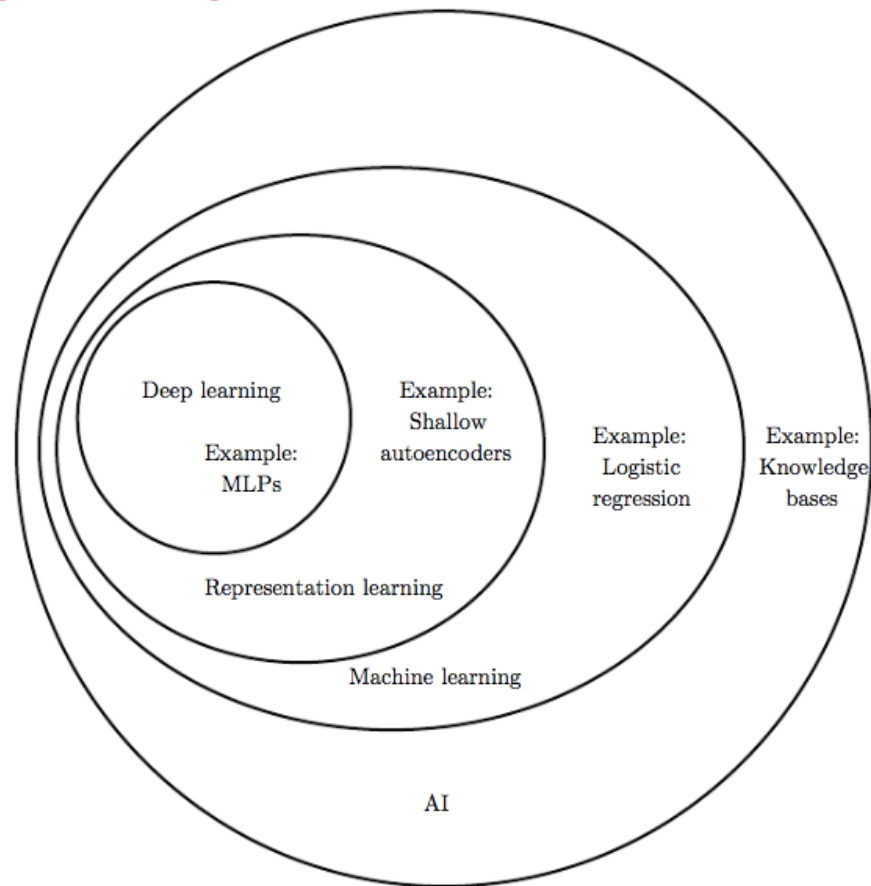 Deep learning
Example:
MLPs
Example:
Shallow
autoencoders
Example:
Logistic
regression
Example:
Knowledge
bases
Representation learning
Machine learning
AI